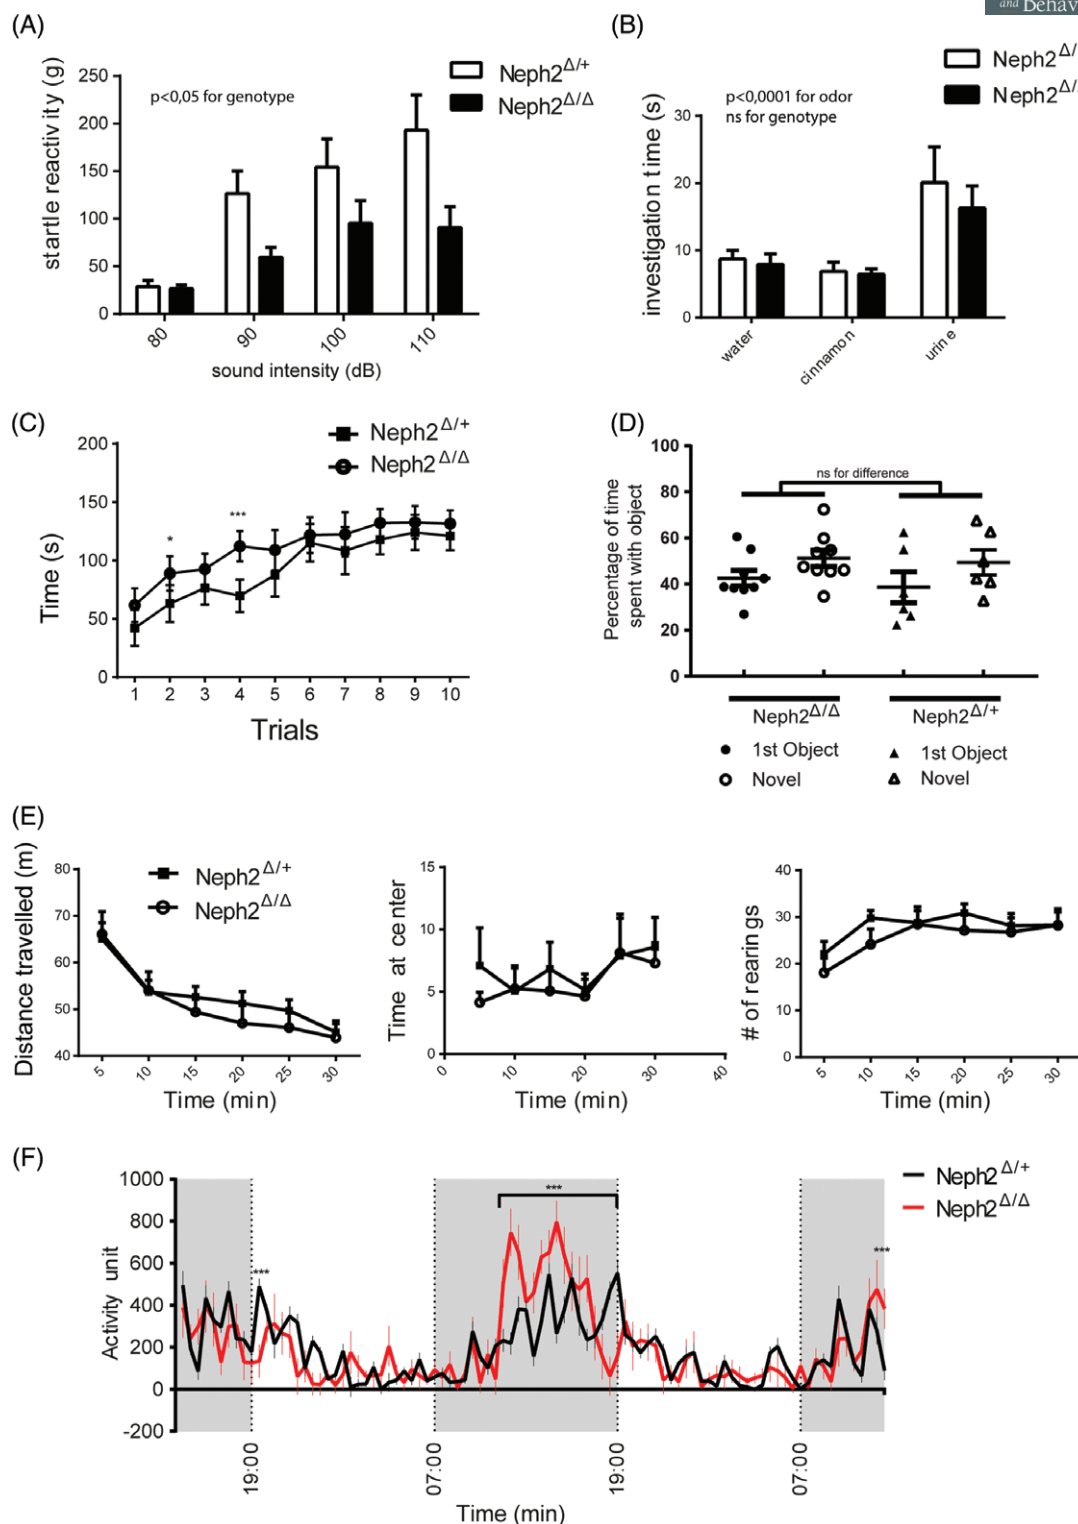 and Behav
(A)
startle reactivity (g)
250
200
150
100
50
0
p<0,05 for genotype
Neph2Δ/+
Neph2Δ/Δ
80
90
100
110
sound intensity (dB)
(B)
investigation time (s)
30
20
10
0
p<0,0001 for odor
ns for genotype
Neph2Δ/
Neph2Δ/
water
cinnamon
urine
(C)
Time (s)
200
150
100
50
0
Neph2Δ/+
Neph2Δ/Δ
*
***
1 2 3 4 5 6 7 8 9 10
Trials
(D)
Percentage of time
spent with object
100
80
60
40
20
0
ns for difference
Neph2Δ/Δ
Neph2Δ/+
1st Object
Novel
1st Object
Novel
(E)
Distance travelled (m)
80
70
60
50
40
Neph2Δ/+
Neph2Δ/Δ
5 10 15 20 25 30
Time (min)
Time at center
15
10
5
0
0 10 20 30 40
Time (min)
# of rearings
40
30
20
10
0
5 10 15 20 25 30
Time (min)
(F)
Activity unit
1000
800
600
400
200
0
-200
***
***
***
Neph2Δ/+
Neph2Δ/Δ
19:00
07:00
19:00
07:00
Time (min)